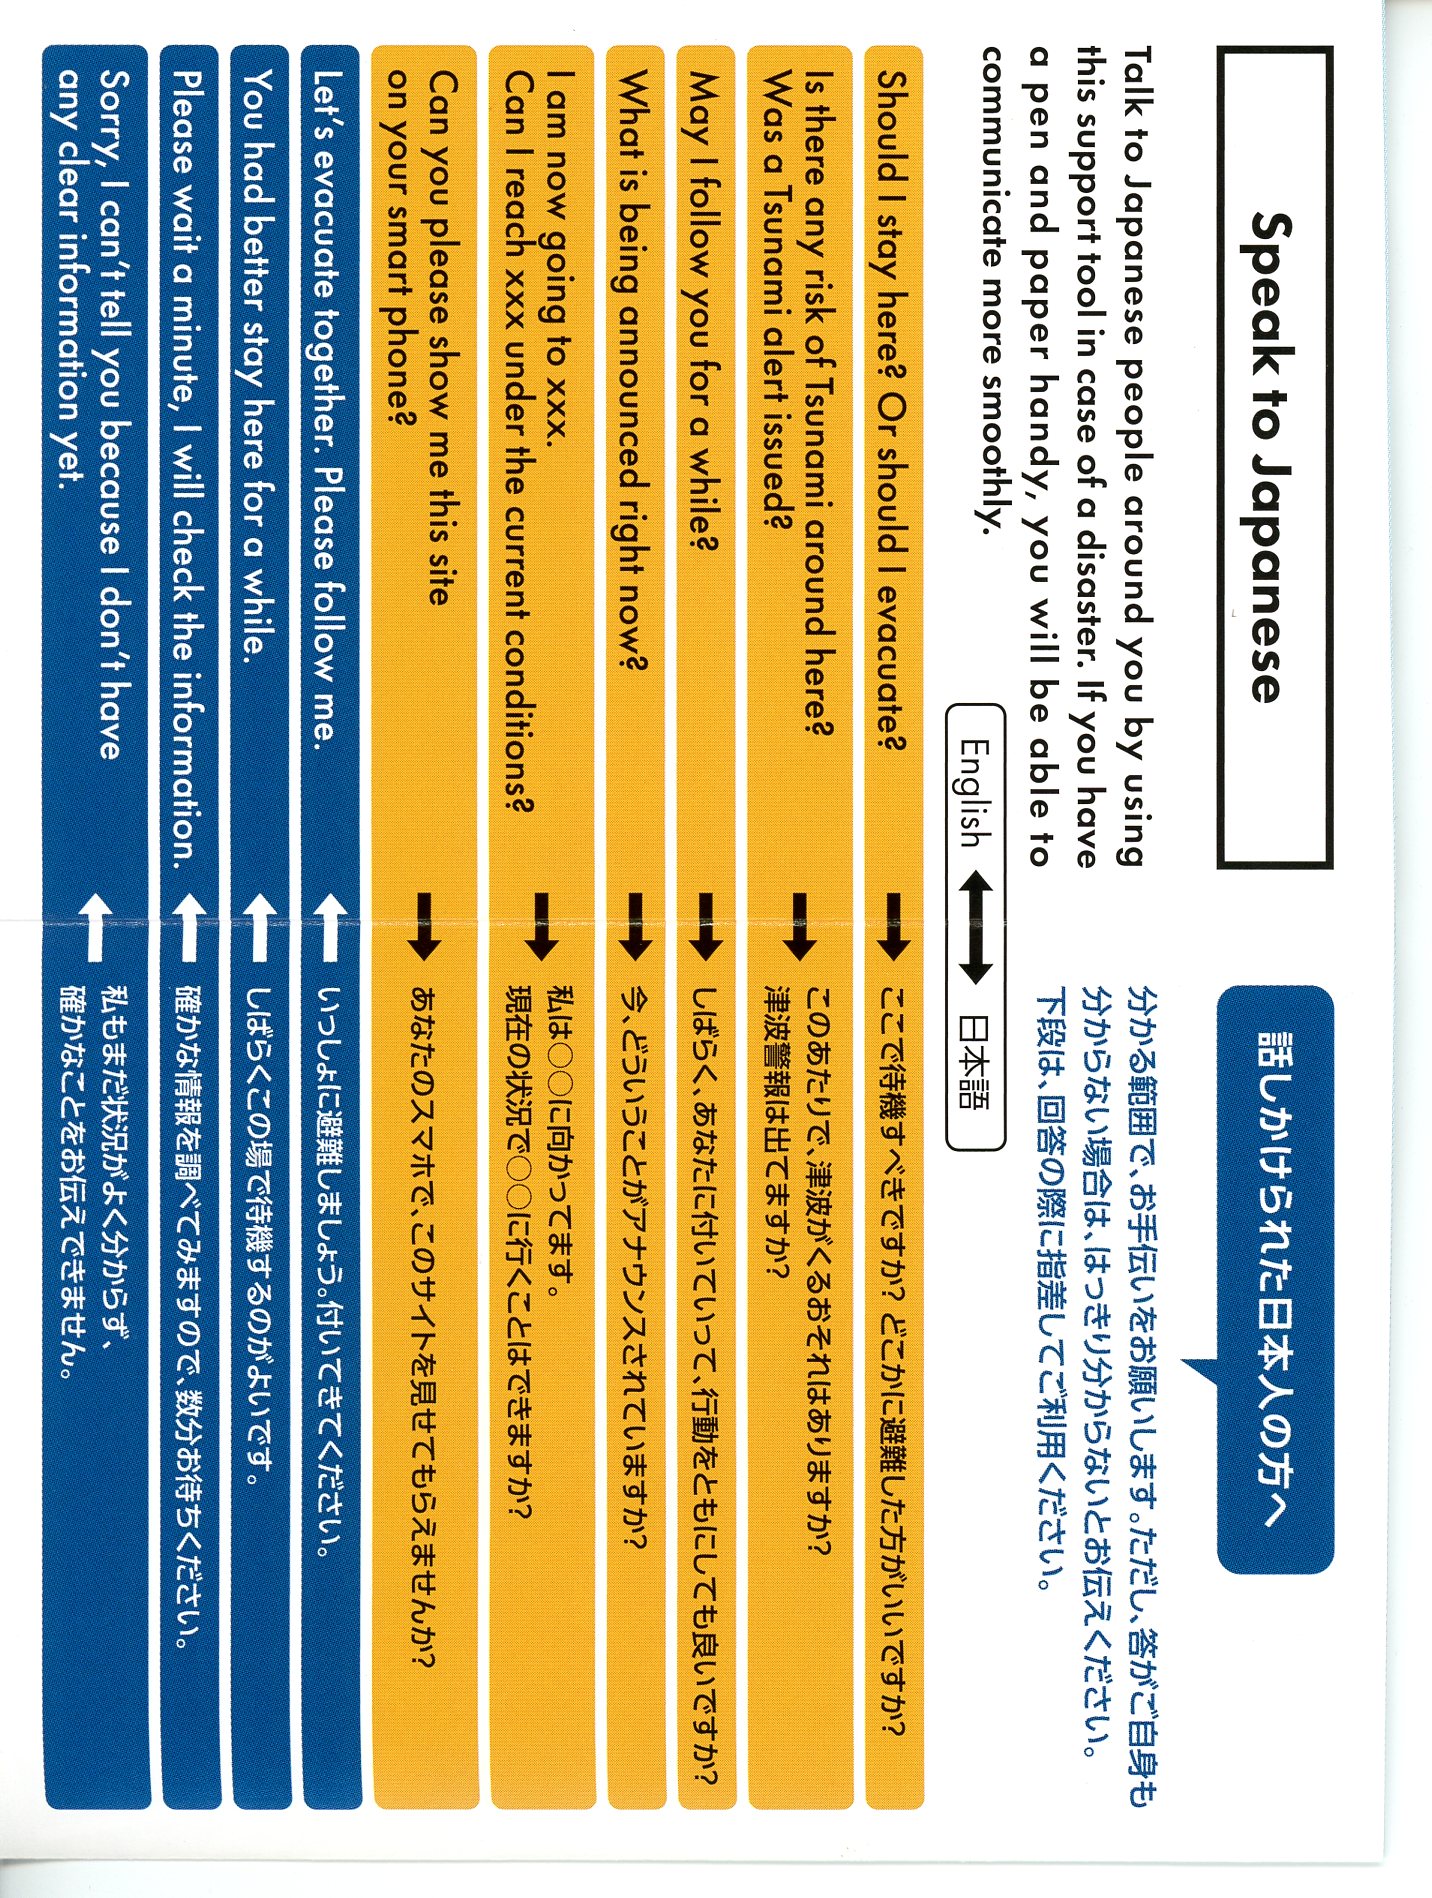 Speak to Japanese
Talk to Japanese people around you by using
this support tool in case of a disaster. If you have
a pen and paper handy, you will be able to
communicate more smoothly.
話しかけられた日本人の方へ
分かる範囲で、お手伝いをお願いします。ただし、答がご自身も
分からない場合は、はっきり分からないとお伝えください。
下段は、回答の際に指差してご利用ください。
English ↔ 日本語
Should I stay here? Or should I evacuate? → ここで待機すべきですか? どこかに避難した方がいいですか?
Is there any risk of Tsunami around here?
Was a Tsunami alert issued?
→ このあたりで、津波がくるおそれはありますか?
津波警報は出てますか?
May I follow you for a while? → しばらく、あなたに付いていって、行動をともにしても良いですか?
What is being announced right now? → 今、どういうことがアナウンスされていますか?
I am now going to xxx.
Can I reach xxx under the current conditions?
→ 私は○○に向かってます。
現在の状況で○○に行くことはできますか?
Can you please show me this site
on your smart phone?
→ あなたのスマホで、このサイトを見せてもらえませんか?
Let's evacuate together. Please follow me. ← いっしょに避難しましょう。付いてきてください。
You had better stay here for a while. ← しばらくこの場で待機するのがよいです。
Please wait a minute, I will check the information. ← 確かな情報を調べてみますので、数分お待ちください。
Sorry, I can't tell you because I don't have
any clear information yet.
← 私もまだ状況がよく分からず、
確かなことをお伝えできません。